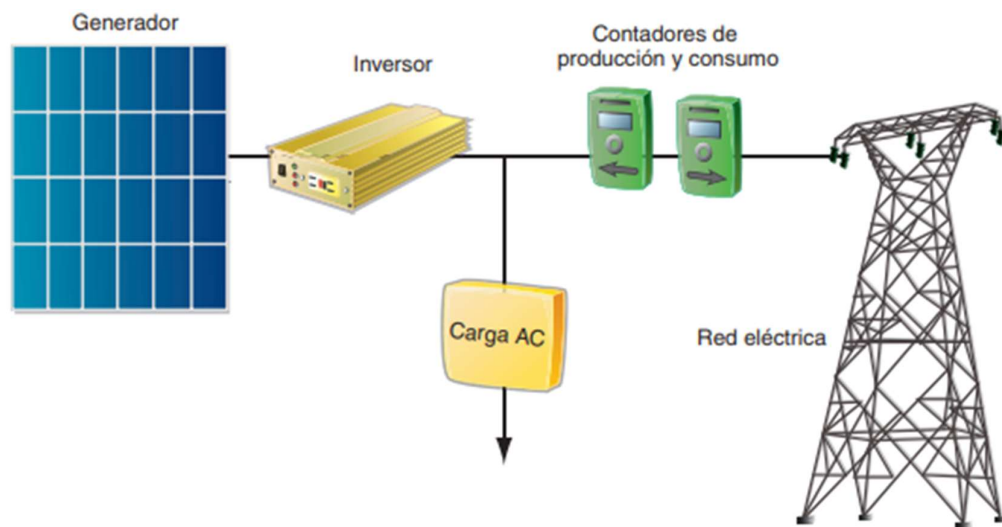 Generador
Inversor
Contadores de
producción y consumo
Carga AC
Red eléctrica